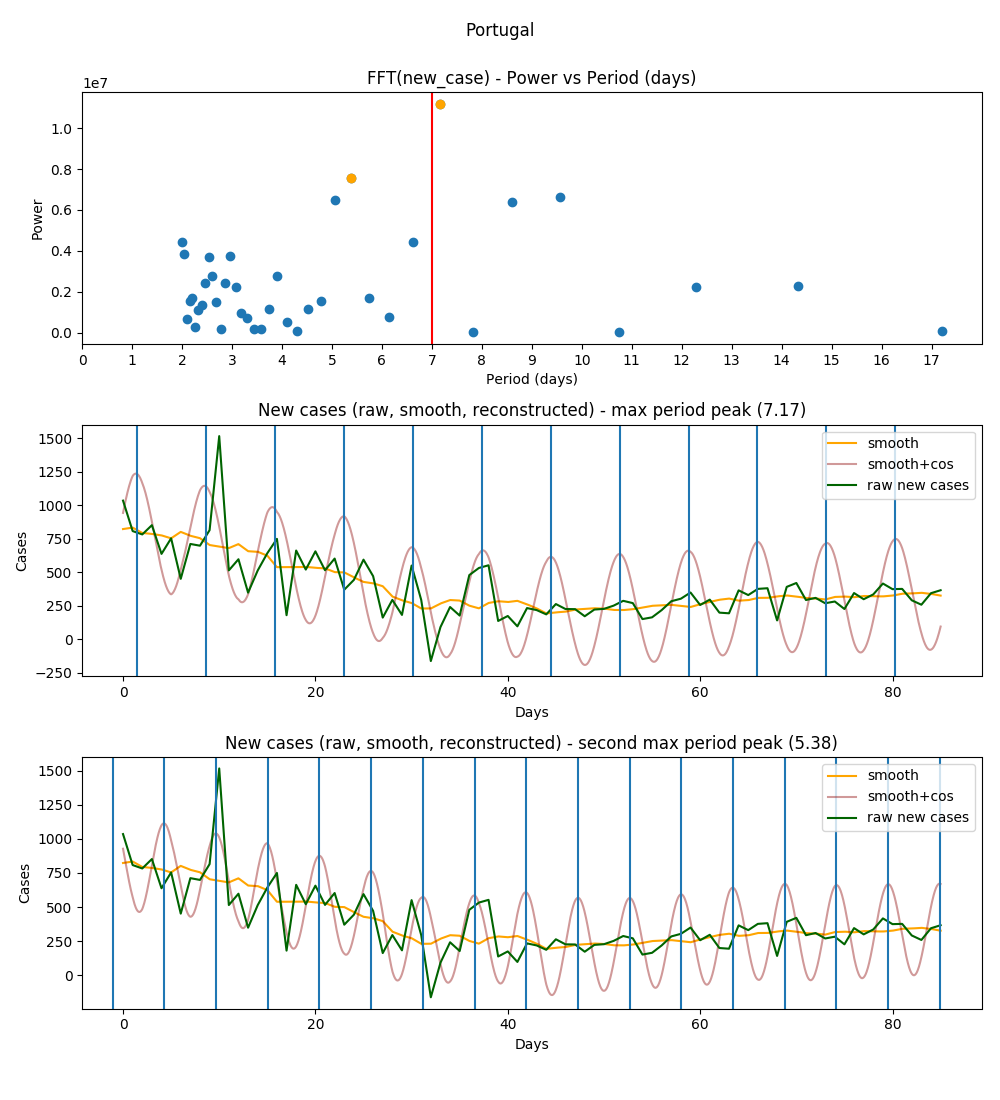 Portugal
FFT(new_case) - Power vs Period (days)
1e7
1.0
0.8
0.6
0.4
0.2
0.0
Power
0 1 2 3 4 5 6 7 8 9 10 11 12 13 14 15 16 17
Period (days)
New cases (raw, smooth, reconstructed) - max period peak (7.17)
1500
1250
1000
750
500
250
0
−250
Cases
smooth
smooth+cos
raw new cases
0 20 40 60 80
Days
New cases (raw, smooth, reconstructed) - second max period peak (5.38)
1500
1250
1000
750
500
250
0
Cases
smooth
smooth+cos
raw new cases
0 20 40 60 80
Days